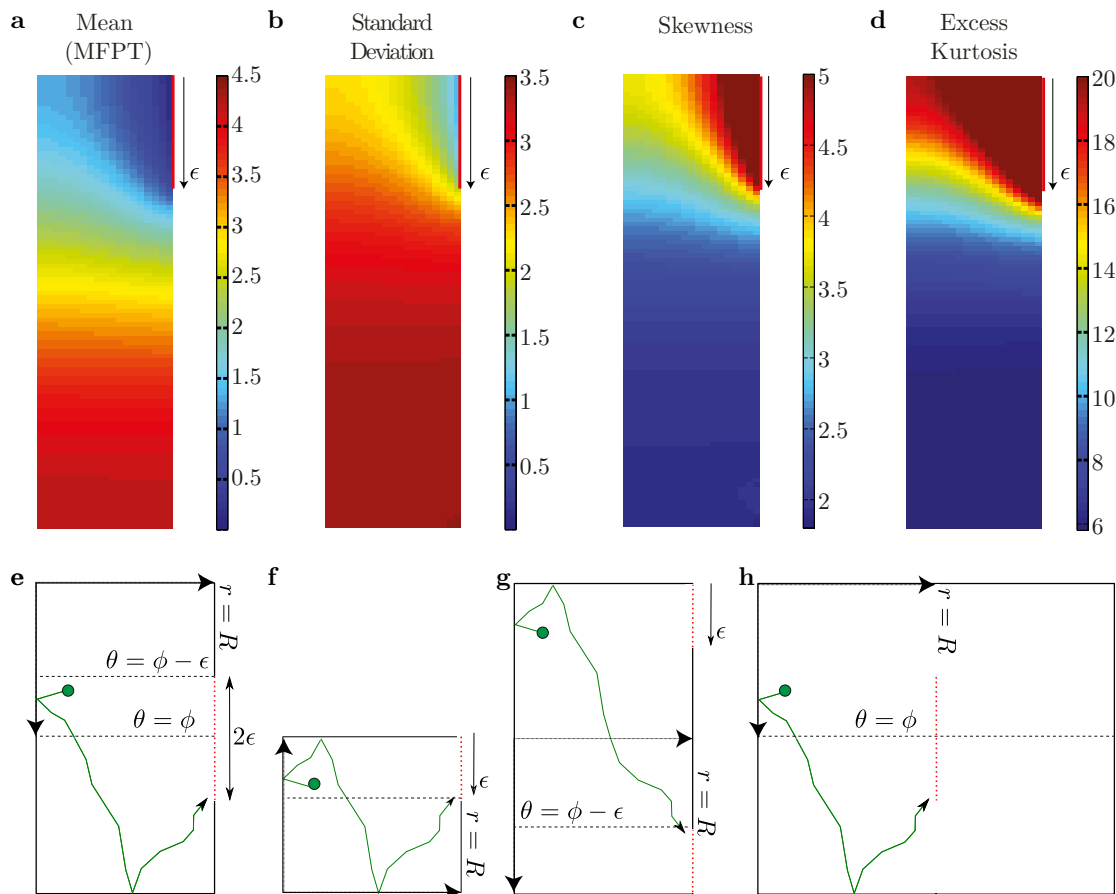 a Mean (MFPT)
b Standard Deviation
c Skewness
d Excess Kurtosis
4.5
4
3.5
3
2.5
2
1.5
1
0.5
ϵ
3.5
3
2.5
2
1.5
1
0.5
ϵ
5
4.5
4
3.5
3
2.5
2
ϵ
20
18
16
14
12
10
8
6
ϵ
e
r = R
θ = ϕ − ϵ
θ = ϕ
2ϵ
f
ϵ
r = R
g
ϵ
r = R
θ = ϕ − ϵ
h
r = R
θ = ϕ